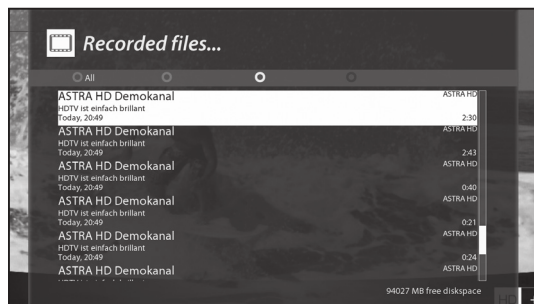 Recorded files...
All
ASTRA HD Demokanal ASTRA HD
HDTV ist einfach brillant
Today, 20:49 2:30
ASTRA HD Demokanal ASTRA HD
HDTV ist einfach brillant
Today, 20:49 2:43
ASTRA HD Demokanal ASTRA HD
HDTV ist einfach brillant
Today, 20:49 0:40
ASTRA HD Demokanal ASTRA HD
HDTV ist einfach brillant
Today, 20:49 0:21
ASTRA HD Demokanal ASTRA HD
HDTV ist einfach brillant
Today, 20:49 0:24
ASTRA HD Demokanal ASTRA HD
94027 MB free diskspace
HD